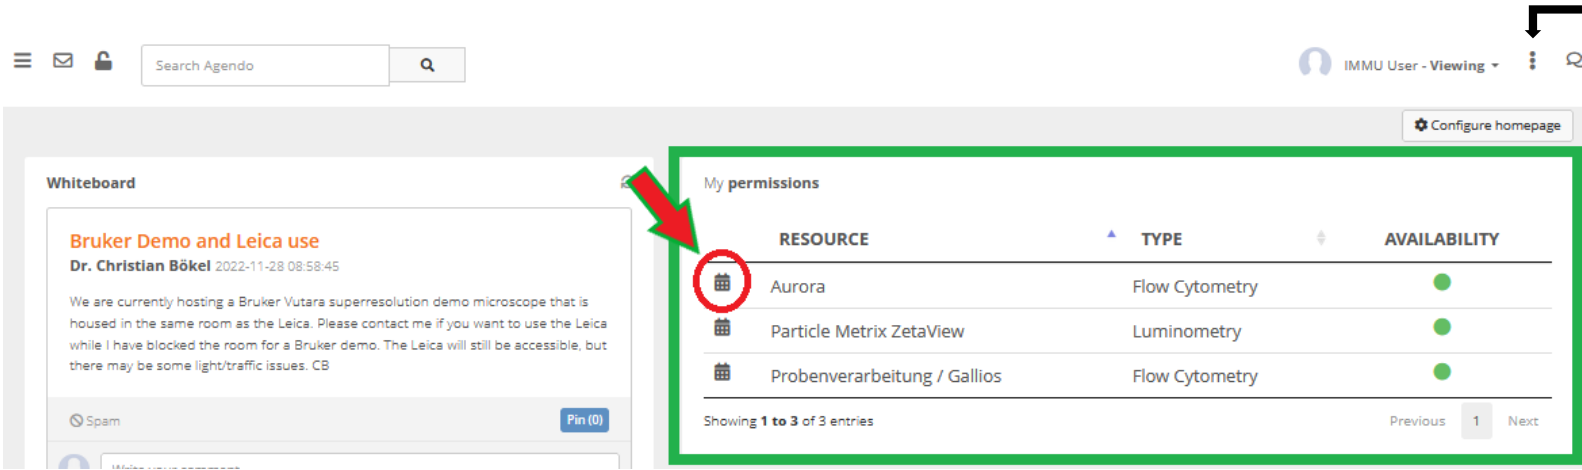 Search Agendo
IMMU User - Viewing
Configure homepage
Whiteboard
Bruker Demo and Leica use
Dr. Christian Bökel 2022-11-28 08:58:45
We are currently hosting a Bruker Vutara superresolution demo microscope that is
housed in the same room as the Leica. Please contact me if you want to use the Leica
while I have blocked the room for a Bruker demo. The Leica will still be accessible, but
there may be some light/traffic issues. CB
Spam
Pin (0)
Write your comment
My permissions
RESOURCE TYPE AVAILABILITY
Aurora Flow Cytometry
Particle Metrix ZetaView Luminometry
Probenverarbeitung / Gallios Flow Cytometry
Showing 1 to 3 of 3 entries
Previous 1 Next